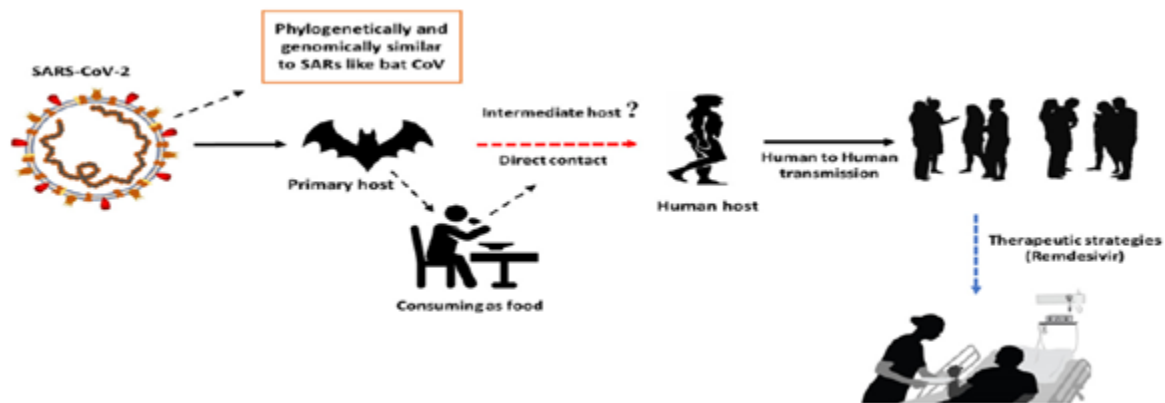 Phylogenetically and
genomically similar
to SARs like bat CoV
SARS-CoV-2
Intermediate host ?
Direct contact
Primary host
Human to Human
transmission
Human host
Consuming as food
Therapeutic strategies
(Remdesivir)